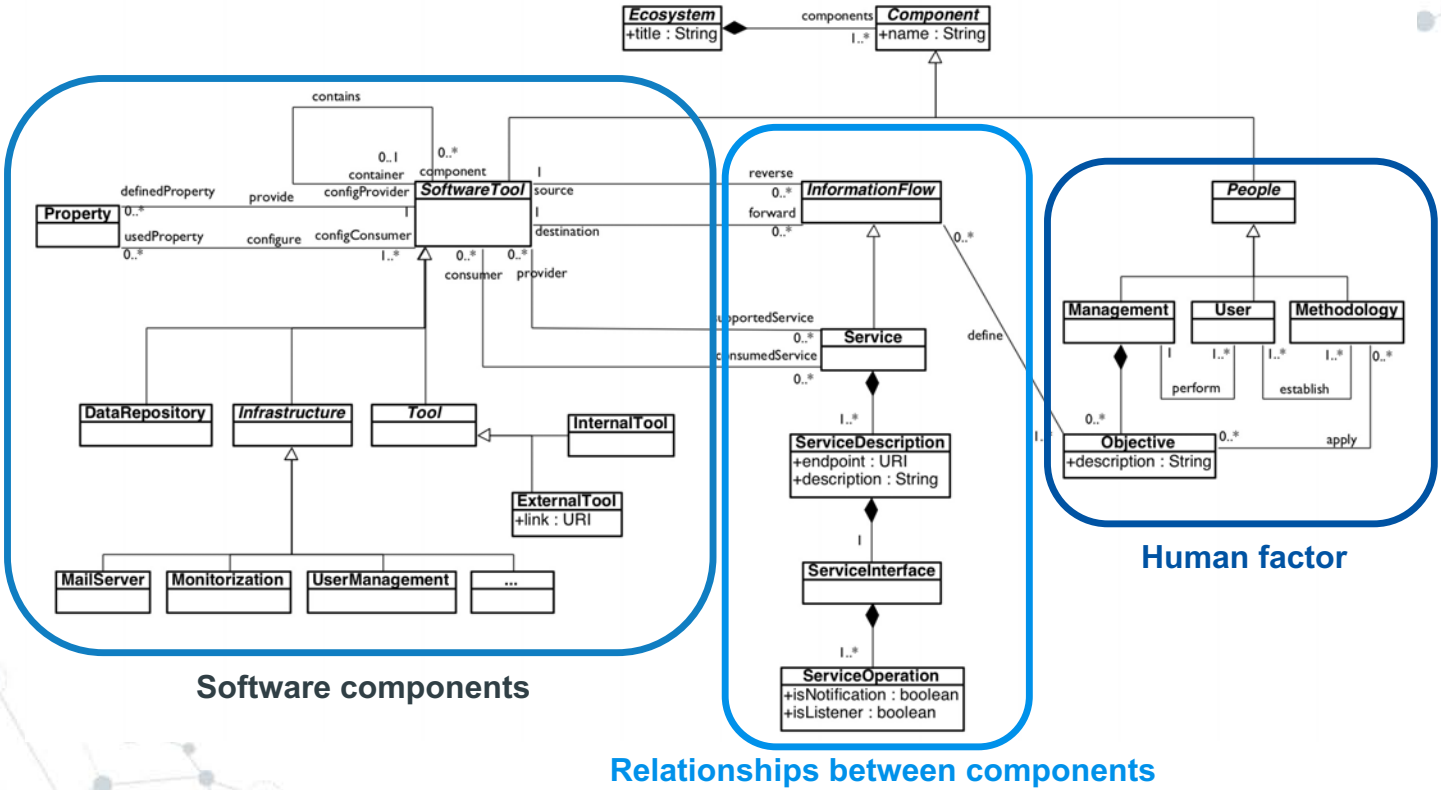 Ecosystem
+title : String
components
1..*
Component
+name : String
contains
0..1
0..*
container
component
definedProperty
provide
configProvider
SoftwareTool
1
source
reverse
0..*
InformationFlow
People
Property
0..*
1
1
forward
usedProperty
configure
configConsumer
destination
0..*
0..*
0..*
1..*
0..*
0..*
consumer
provider
Management
User
Methodology
supportedService
0..*
Service
define
consumedService
0..*
1
1..*
1..*
1..*
0..*
perform
establish
DataRepository
Infrastructure
Tool
InternalTool
1..*
0..*
1..*
Objective
0..*
apply
+description : String
ServiceDescription
+endpoint : URI
+description : String
ExternalTool
+link : URI
1
Human factor
MailServer
Monitorization
UserManagement
...
ServiceInterface
1..*
Software components
ServiceOperation
+isNotification : boolean
+isListener : boolean
Relationships between components